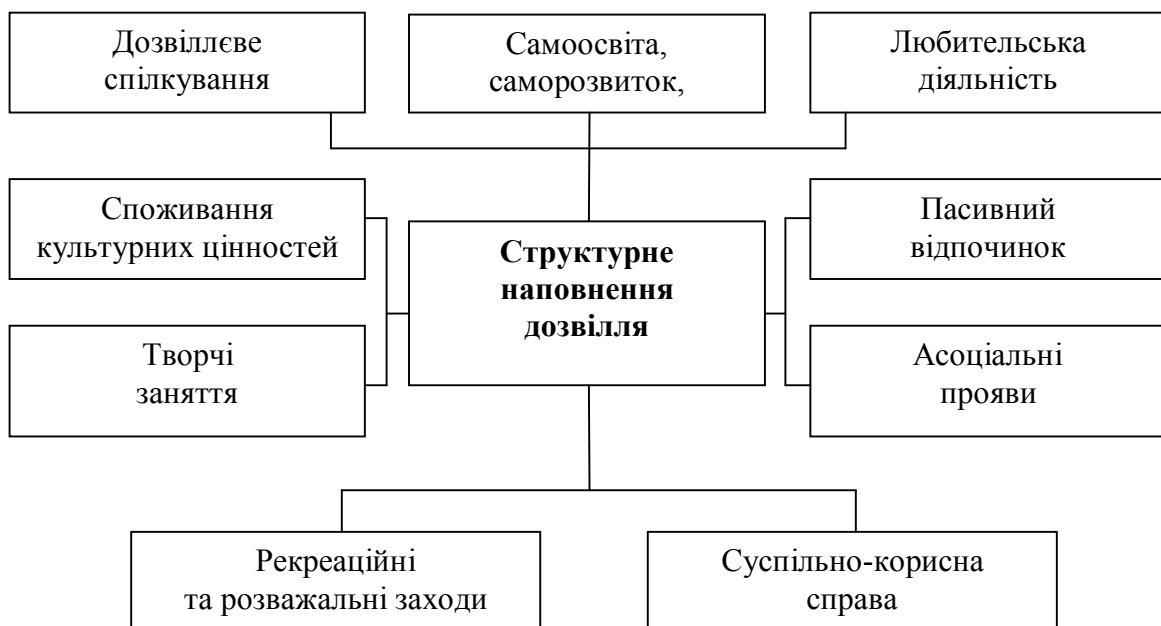 Дозвіллєве
спілкування
Самоосвіта,
саморозвиток,
Любительська
діяльність
Споживання
культурних цінностей
Структурне
наповнення
дозвілля
Пасивний
відпочинок
Творчі
заняття
Асоціальні
прояви
Рекреаційні
та розважальні заходи
Суспільно-корисна
справа